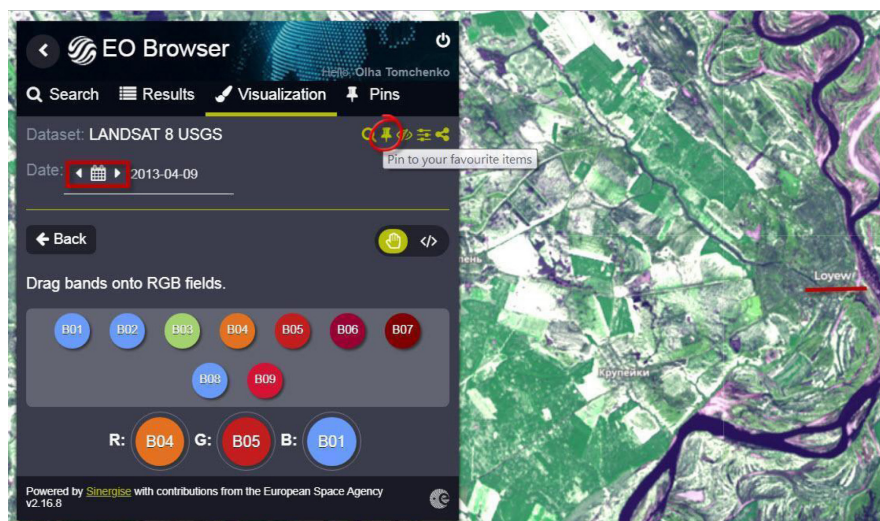 EO Browser
Hello, Olha Tomchenko
Search Results Visualization Pins
Dataset: LANDSAT 8 USGS
Pin to your favourite items
Date: 2013-04-09
Back </>
Drag bands onto RGB fields.
B01 B02 B03 B04 B05 B06 B07
B08 B09
R: B04 G: B05 B: B01
Powered by Sinergise with contributions from the European Space Agency
v2.16.8
Loyew
Крупейки